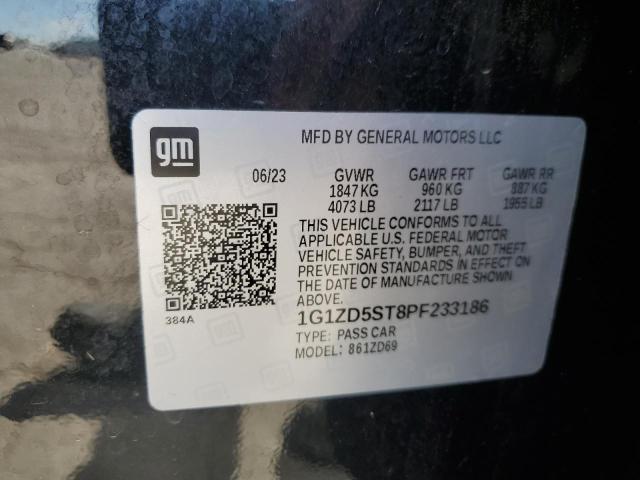 gm
MFD BY GENERAL MOTORS LLC
06/23 GVWR GAWR FRT GAWR RR
1847 KG 960 KG 887 KG
4073 LB 2117 LB 1955 LB
THIS VEHICLE CONFORMS TO ALL
APPLICABLE U.S. FEDERAL MOTOR
VEHICLE SAFETY, BUMPER, AND THEFT
PREVENTION STANDARDS IN EFFECT ON
THE DATE OF MANUFACTURE SHOWN
ABOVE.
384A
1G1ZD5ST8PF233186
TYPE: PASS CAR
MODEL: 861ZD69